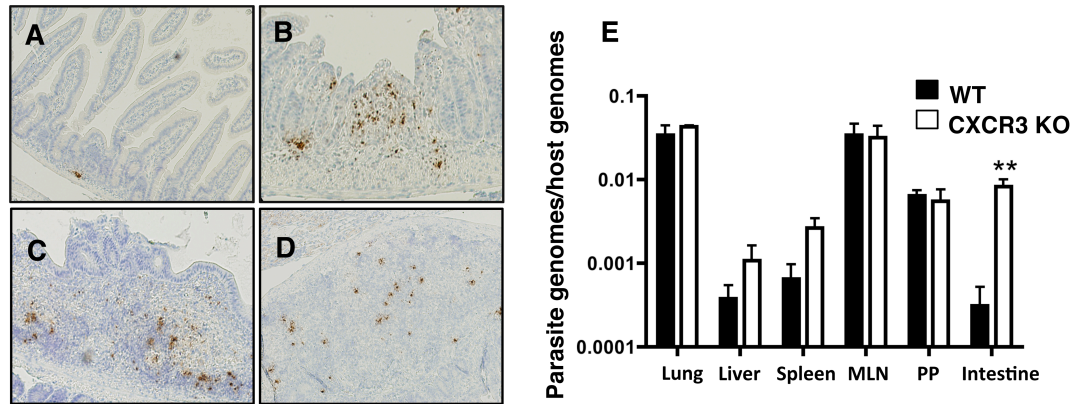 A
B
C
D
E
Parasite genomes/host genomes
0.1
0.01
0.001
0.0001
WT
CXCR3 KO
**
Lung Liver Spleen MLN PP Intestine